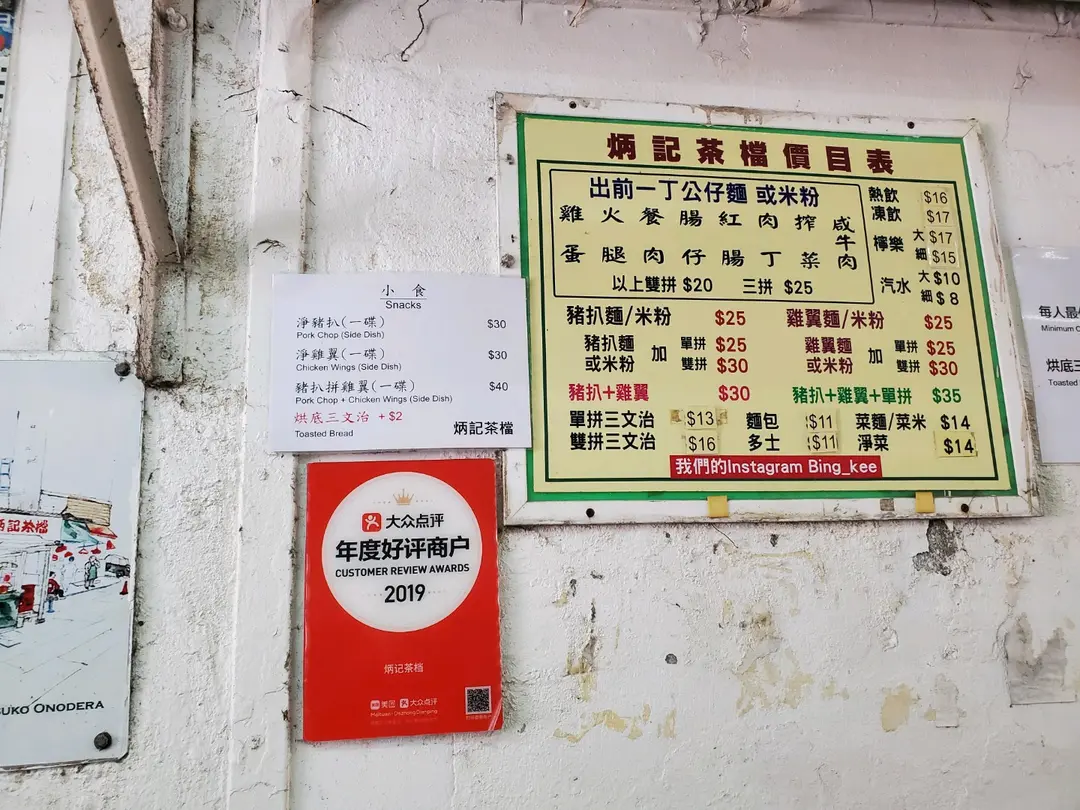 炳記茶檔價目表
出前一丁公仔麵 或米粉
雞 火 餐 腸 紅 肉 搾 咸牛肉
蛋 腿 肉 仔 腸 丁 菜
以上雙拼 $20 三拼 $25
熱飲 $16
凍飲 $17
檸樂 大 $17
細 $15
汽水 大 $10
細 $8
豬扒麵/米粉 $25 雞翼麵/米粉 $25
豬扒麵或米粉 加 單拼 $25
雙拼 $30
雞翼麵或米粉 加 單拼 $25
雙拼 $30
豬扒+雞翼 $30 豬扒+雞翼+單拼 $35
單拼三文治 $13 麵包 $11 菜麵/菜米 $14
雙拼三文治 $16 多士 $11 淨菜 $14
我們的Instagram Bing_kee
小 食
Snacks
淨豬扒(一碟) $30
Pork Chop (Side Dish)
淨雞翼(一碟) $30
Chicken Wings (Side Dish)
豬扒拼雞翼(一碟) $40
Pork Chop + Chicken Wings (Side Dish)
烘底三文治 +$2
Toasted Bread
炳記茶檔
大众点评
年度好评商户
CUSTOMER REVIEW AWARDS
2019
炳记茶档
美团 大众点评
記茶檔
UKO ONODERA
每人最
Minimum
烘底三
Toasted